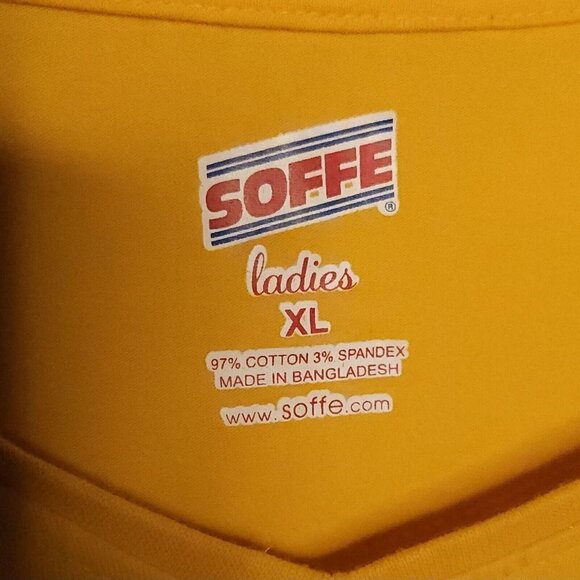 SOFFE®
ladies
XL
97% COTTON 3% SPANDEX
MADE IN BANGLADESH
www.soffe.com